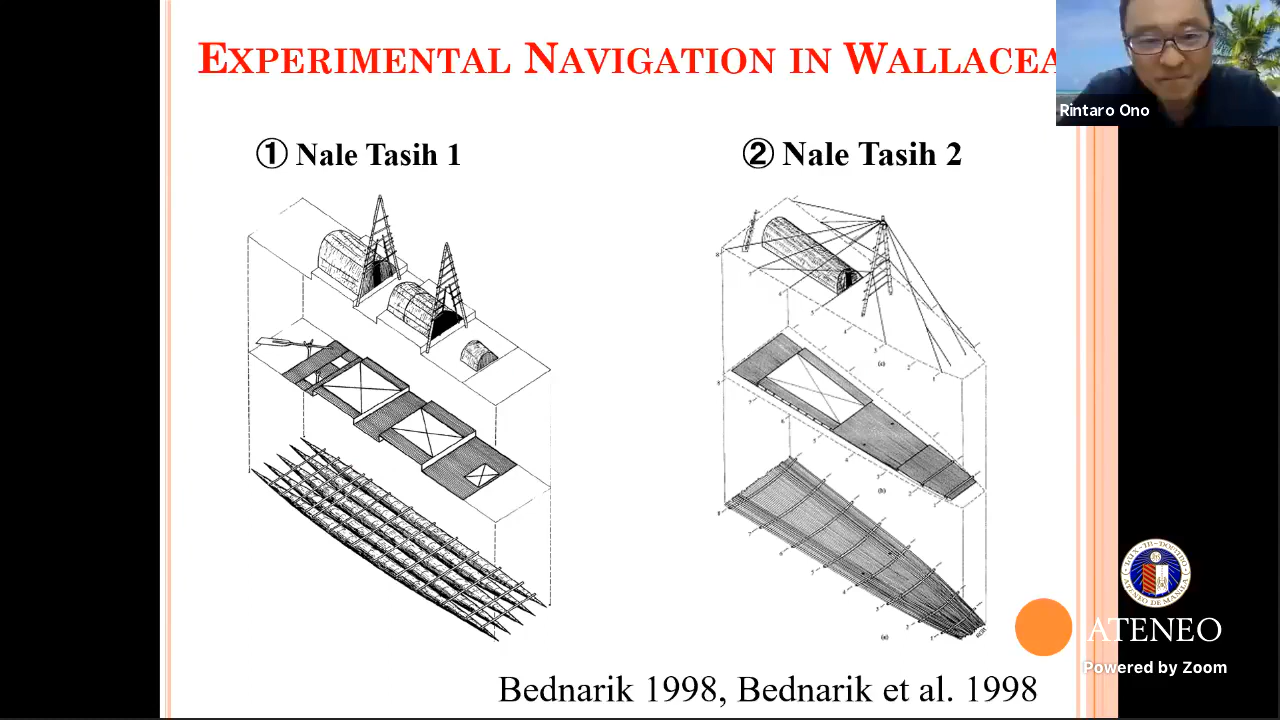 EXPERIMENTAL NAVIGATION IN WALLACEA
Rintaro Ono
① Nale Tasih 1
② Nale Tasih 2
(a)
(b)
ATENEO
Powered by Zoom
Bednarik 1998, Bednarik et al. 1998